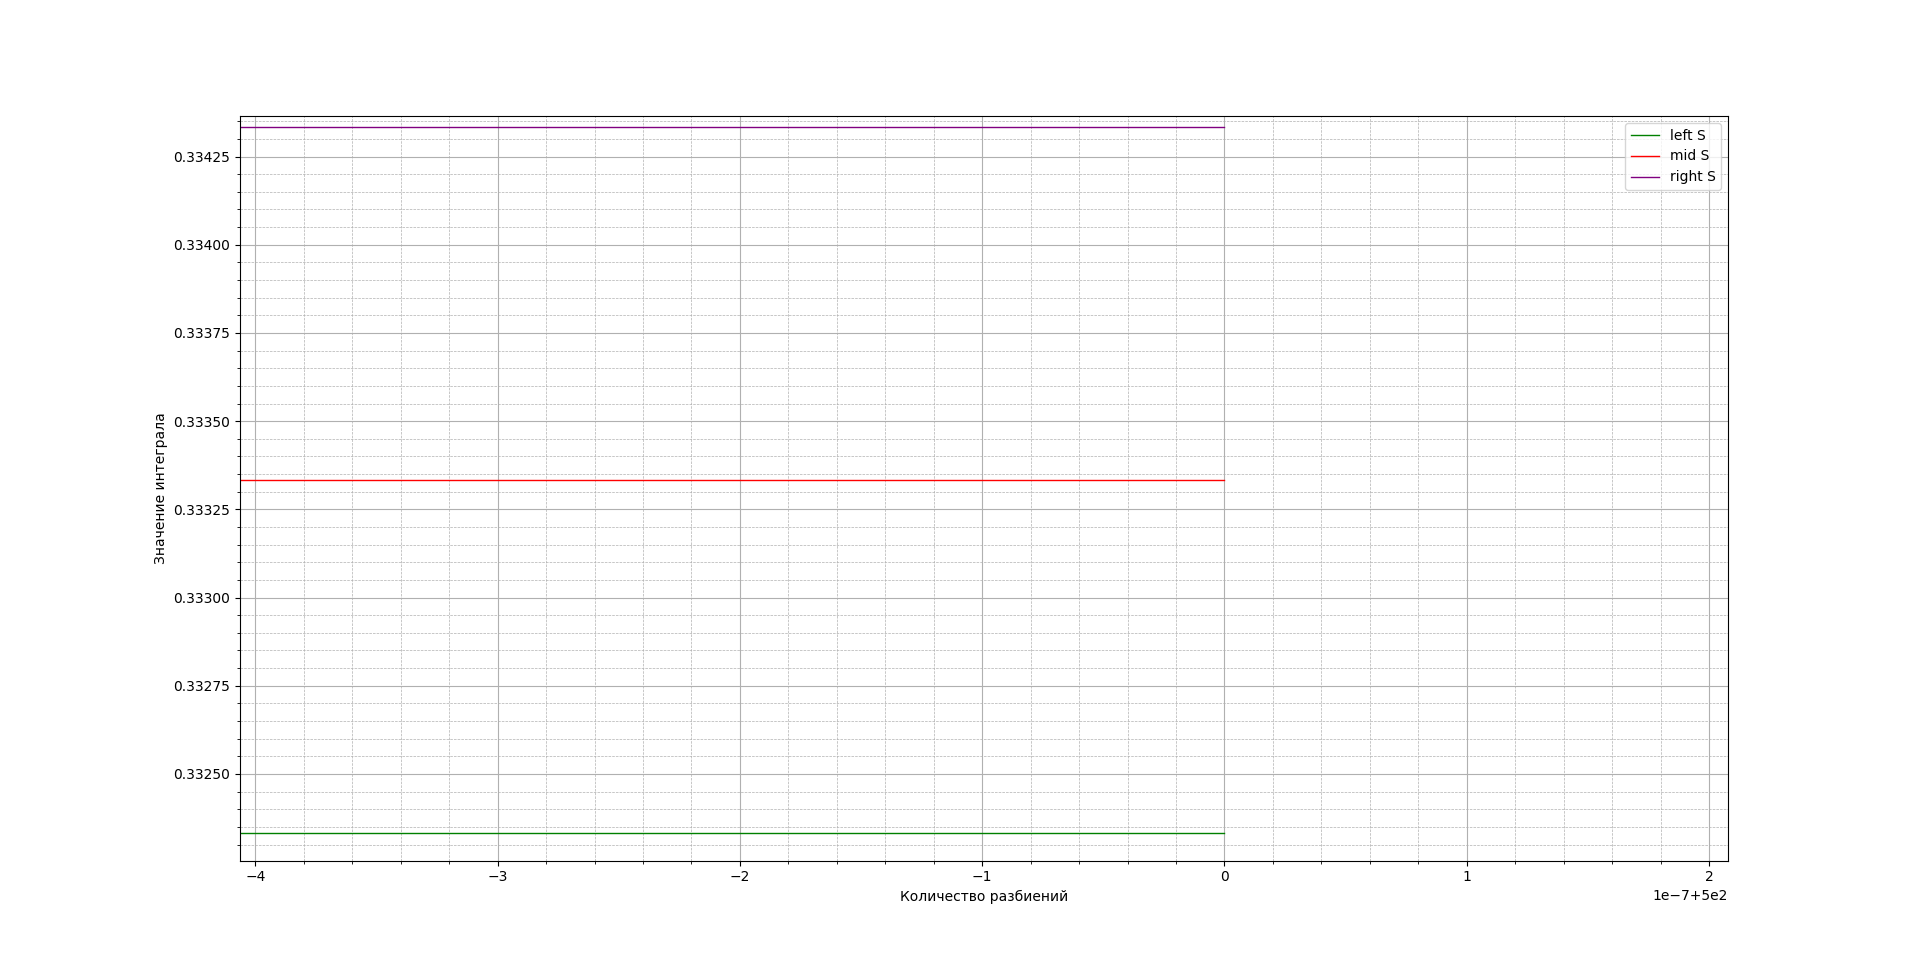 left S
mid S
right S
0.33425
0.33400
0.33375
0.33350
0.33325
0.33300
0.33275
0.33250
Значение интеграла
−4 −3 −2 −1 0 1 2
1e−7+5e2
Количество разбиений